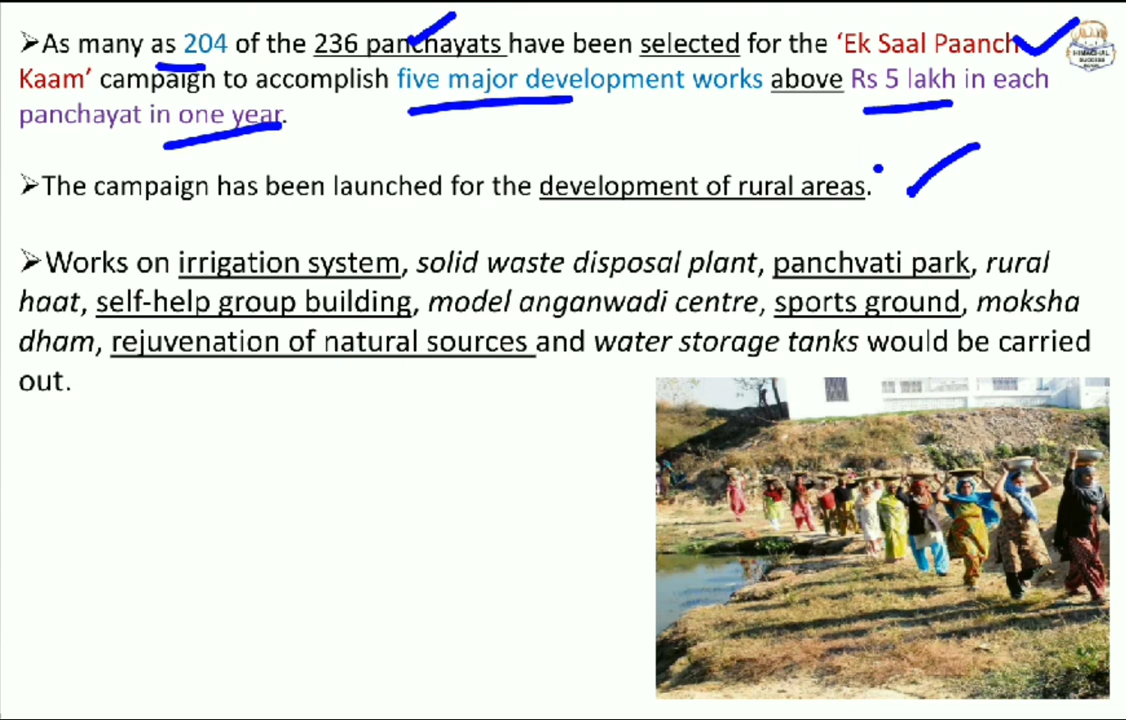 ➢As many as 204 of the 236 panchayats have been selected for the ‘Ek Saal Paanch
Kaam’ campaign to accomplish five major development works above Rs 5 lakh in each
panchayat in one year.
➢The campaign has been launched for the development of rural areas.
➢Works on irrigation system, solid waste disposal plant, panchvati park, rural
haat, self-help group building, model anganwadi centre, sports ground, moksha
dham, rejuvenation of natural sources and water storage tanks would be carried
out.
HIMACHAL
SUCCESS